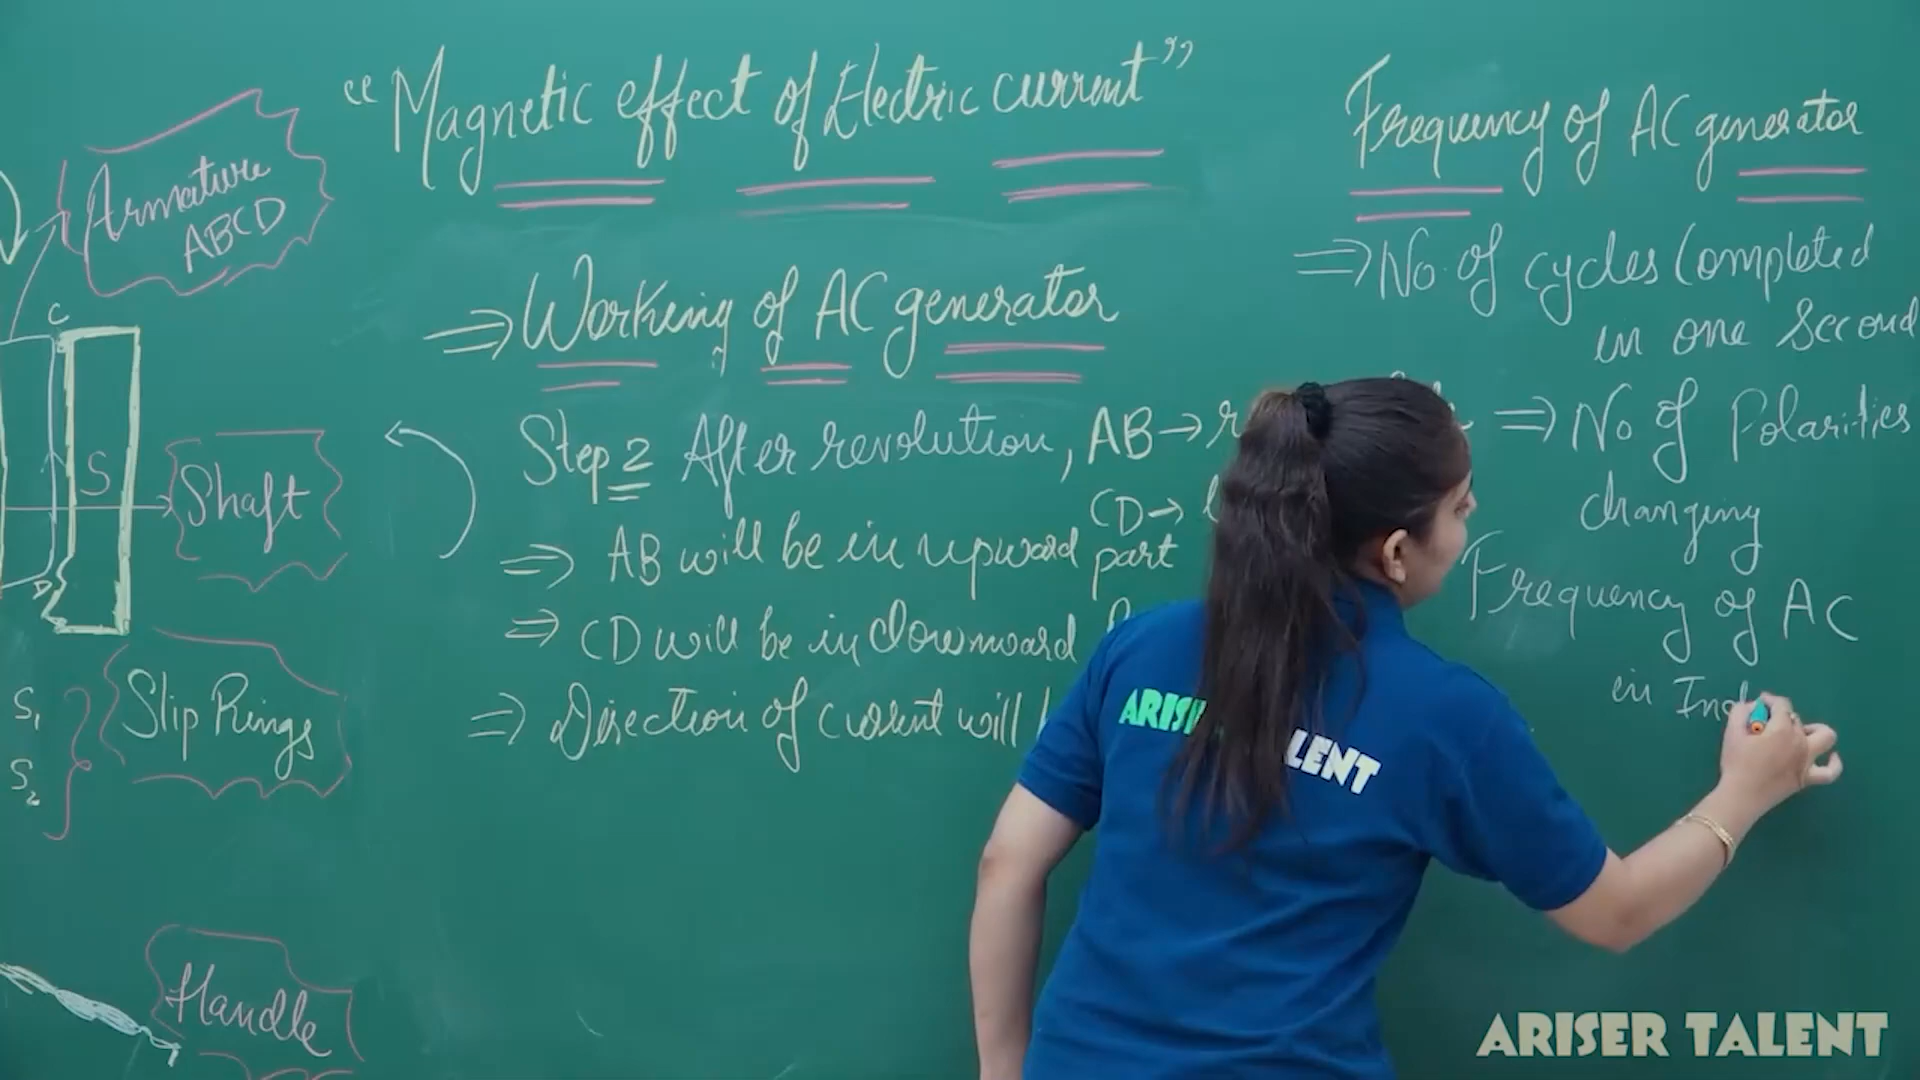 "Magnetic effect of Electric current"
Armature
ABCD
C
S
D
Shaft
S₁
S₂
Slip Rings
Handle
⇒ Working of AC generator
Step 2 After revolution, AB →
CD →
⇒ AB will be in upward part
⇒ CD will be in downward
⇒ Direction of current will
Frequency of AC generator
⇒ No. of cycles Completed
in one Second
⇒ No of Polarities
changing
Frequency of AC
in Ind
ARISER TALENT